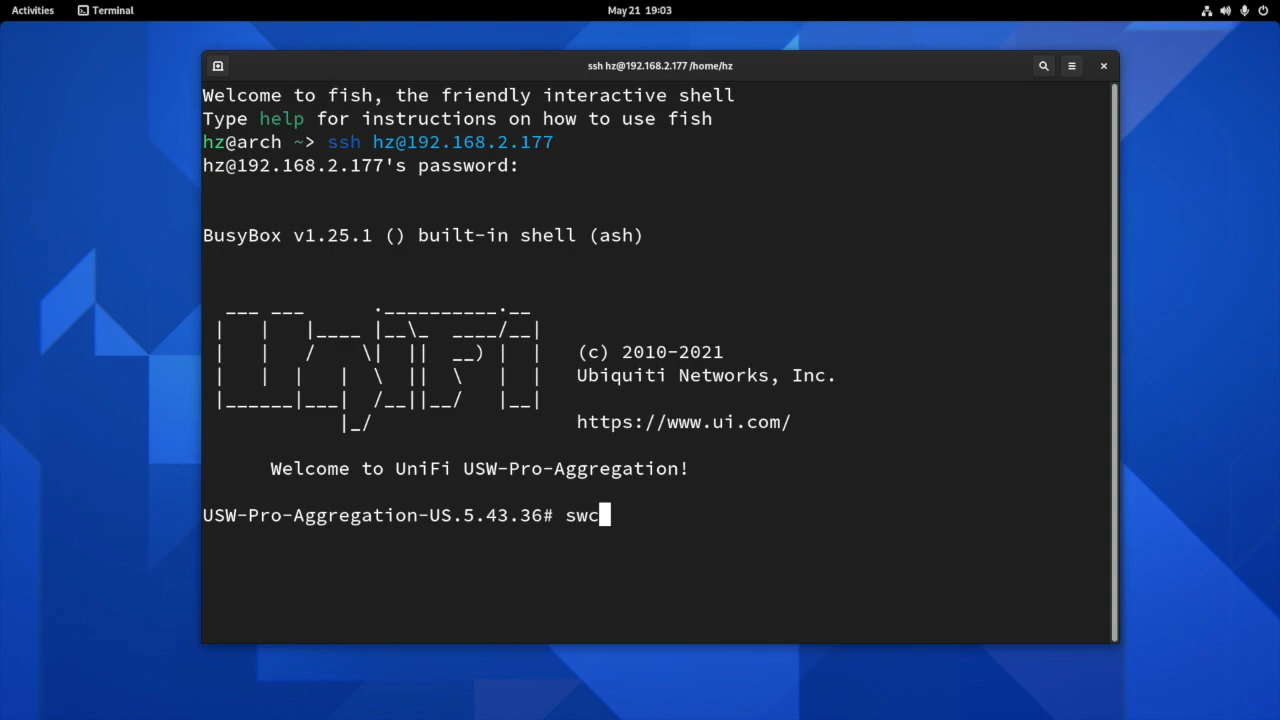 Activities
Terminal
May 21 19:03
ssh hz@192.168.2.177 /home/hz
Welcome to fish, the friendly interactive shell
Type help for instructions on how to use fish
hz@arch ~> ssh hz@192.168.2.177
hz@192.168.2.177's password:
BusyBox v1.25.1 () built-in shell (ash)
UniFi
(c) 2010-2021
Ubiquiti Networks, Inc.
https://www.ui.com/
Welcome to UniFi USW-Pro-Aggregation!
USW-Pro-Aggregation-US.5.43.36# swc